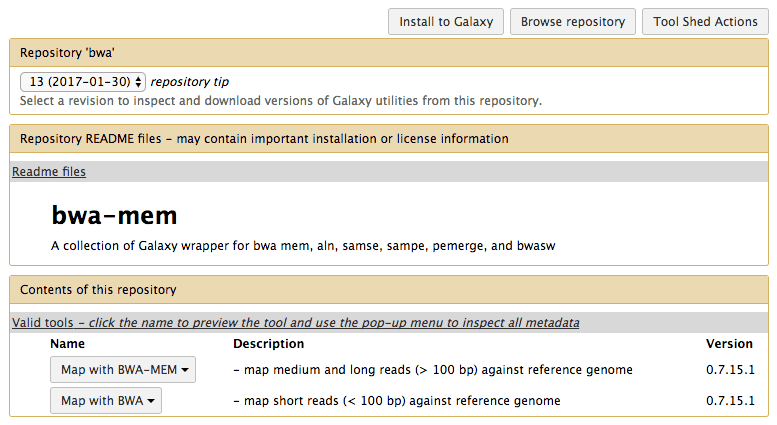 Install to Galaxy Browse repository Tool Shed Actions
Repository 'bwa'
13 (2017-01-30) repository tip
Select a revision to inspect and download versions of Galaxy utilities from this repository.
Repository README files - may contain important installation or license information
Readme files
bwa-mem
A collection of Galaxy wrapper for bwa mem, aln, samse, sampe, pemerge, and bwasw
Contents of this repository
Valid tools - click the name to preview the tool and use the pop-up menu to inspect all metadata
Name Description Version
Map with BWA-MEM - map medium and long reads (> 100 bp) against reference genome 0.7.15.1
Map with BWA - map short reads (< 100 bp) against reference genome 0.7.15.1